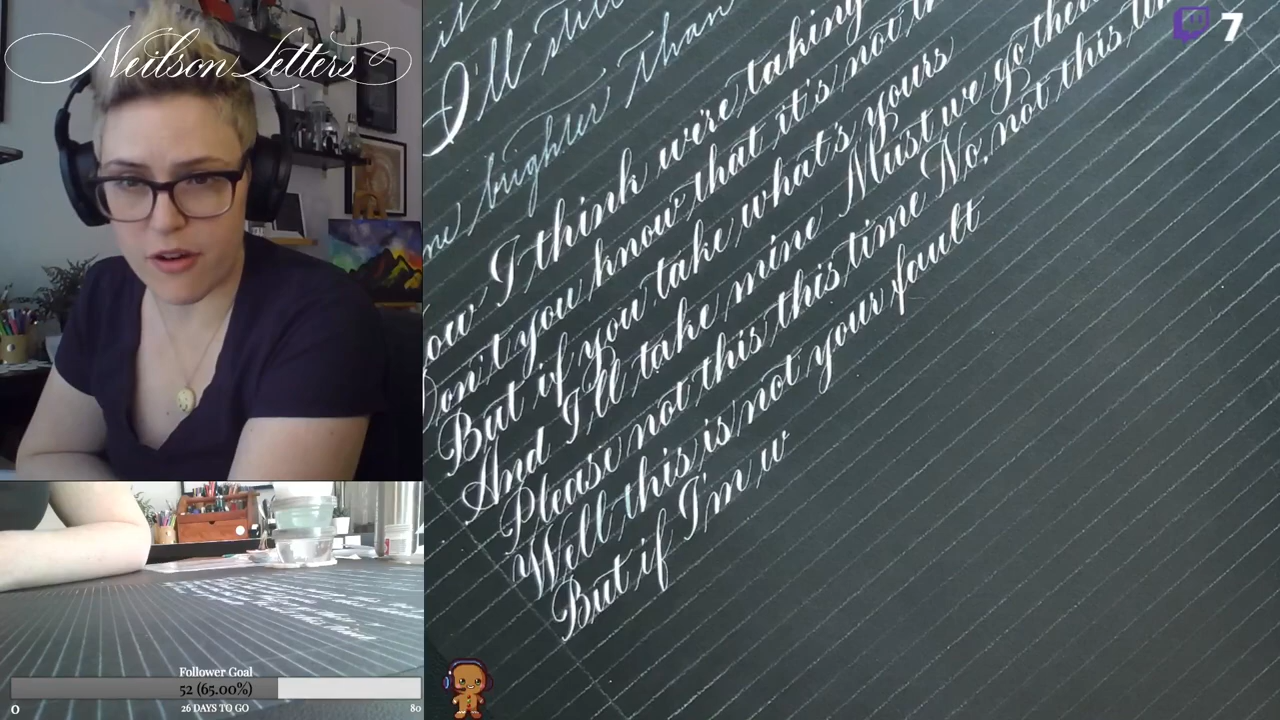 Neilson Letters
7
it
I'll still
brighter than
I think we're taking
Don't you know that it's not
But if you take what's yours
And I'll take mine Must we go there
Please not this this time No, not this
Well this is not your fault
But if I'm w
Follower Goal
52 (65.00%)
0
26 DAYS TO GO
80